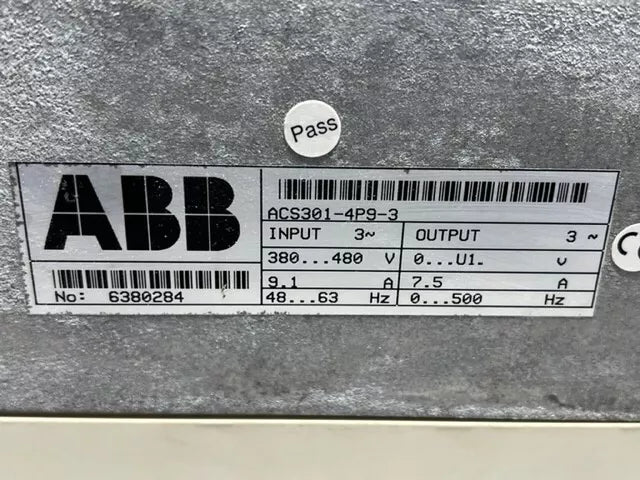 Pass
ABB
ACS301-4P9-3
INPUT 3~ OUTPUT 3 ~
380...480 V 0...U1. U
9.1 A 7.5 A
No: 6380284 48...63 Hz 0...500 Hz